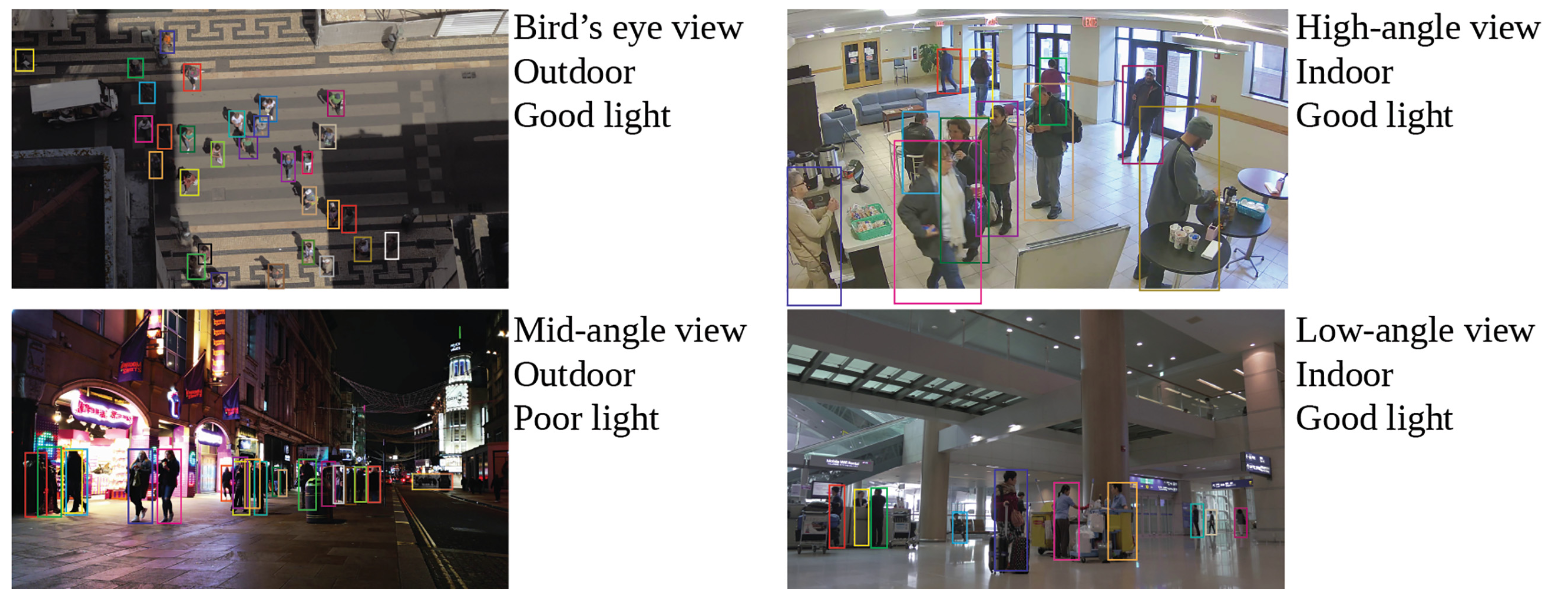 Bird’s eye view
Outdoor
Good light
High-angle view
Indoor
Good light
Mid-angle view
Outdoor
Poor light
Low-angle view
Indoor
Good light